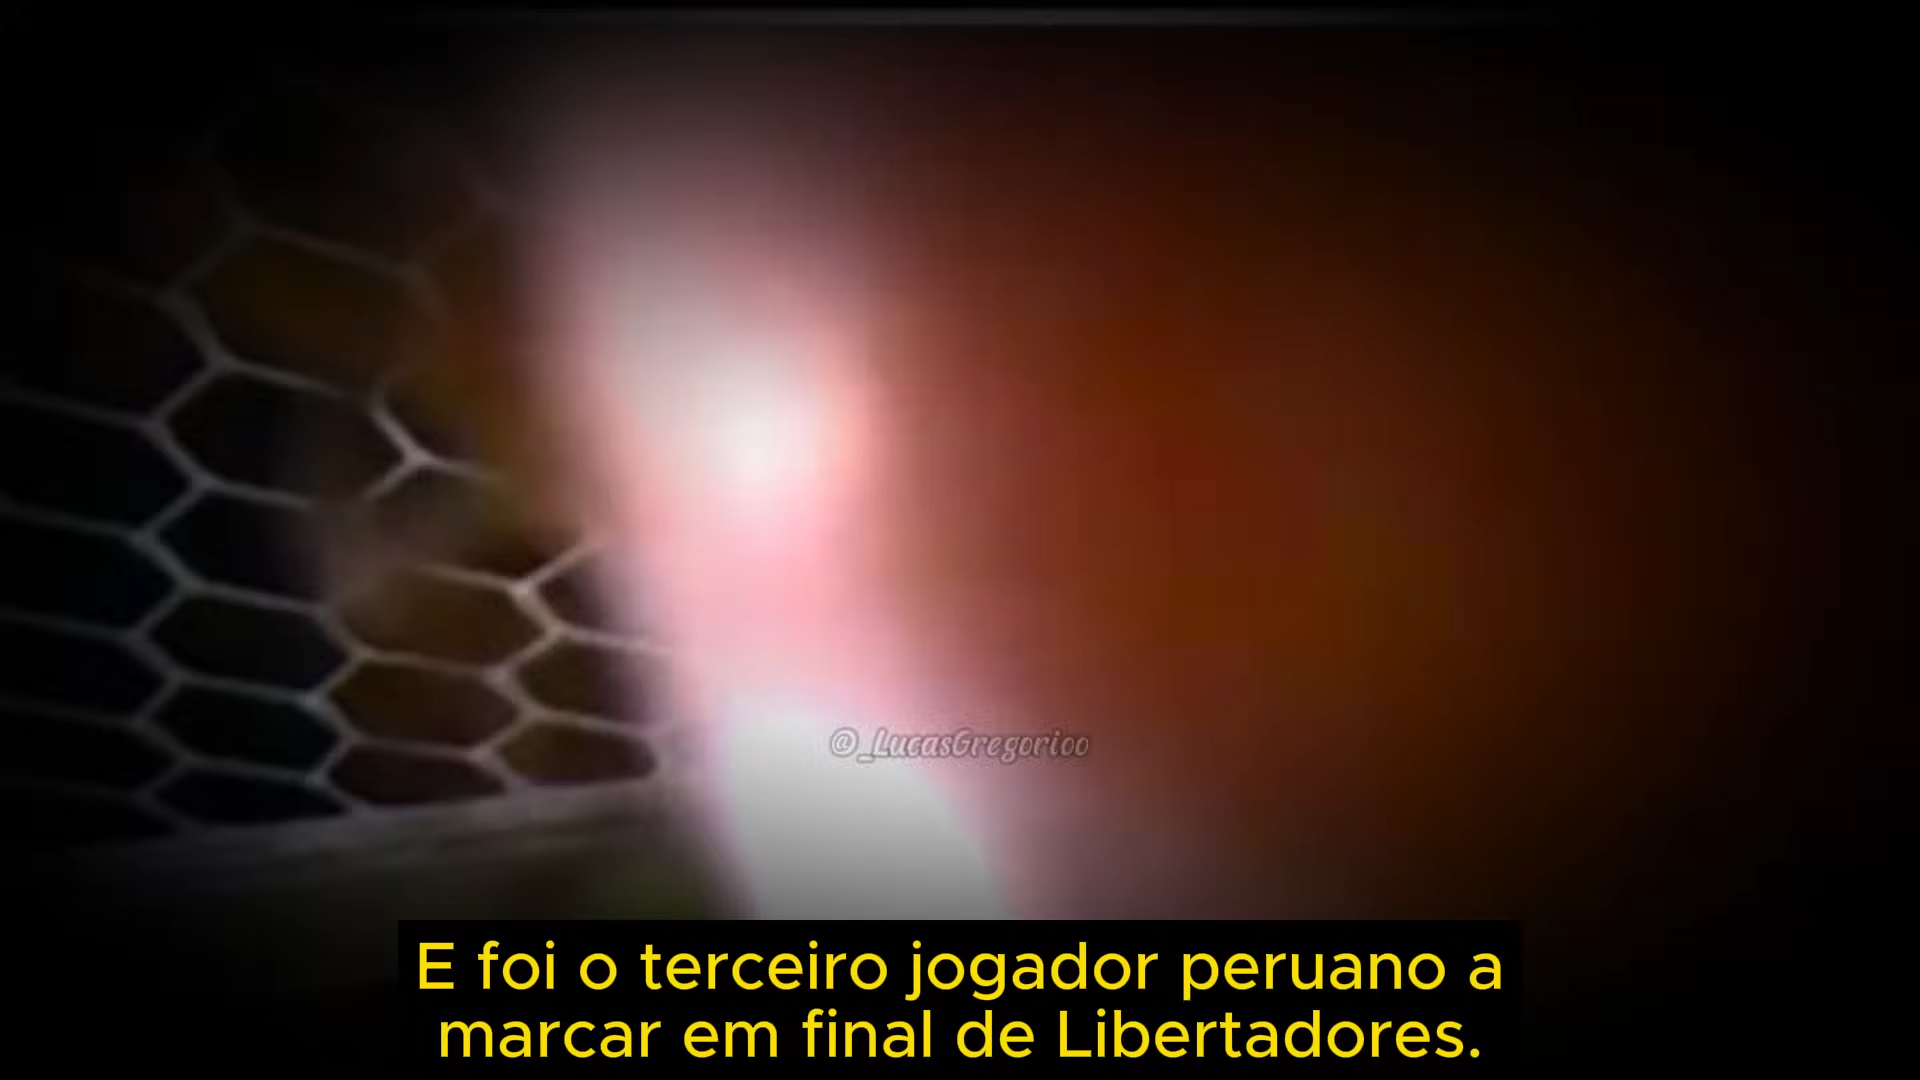 @_LucasGregorioo
E foi o terceiro jogador peruano a
marcar em final de Libertadores.